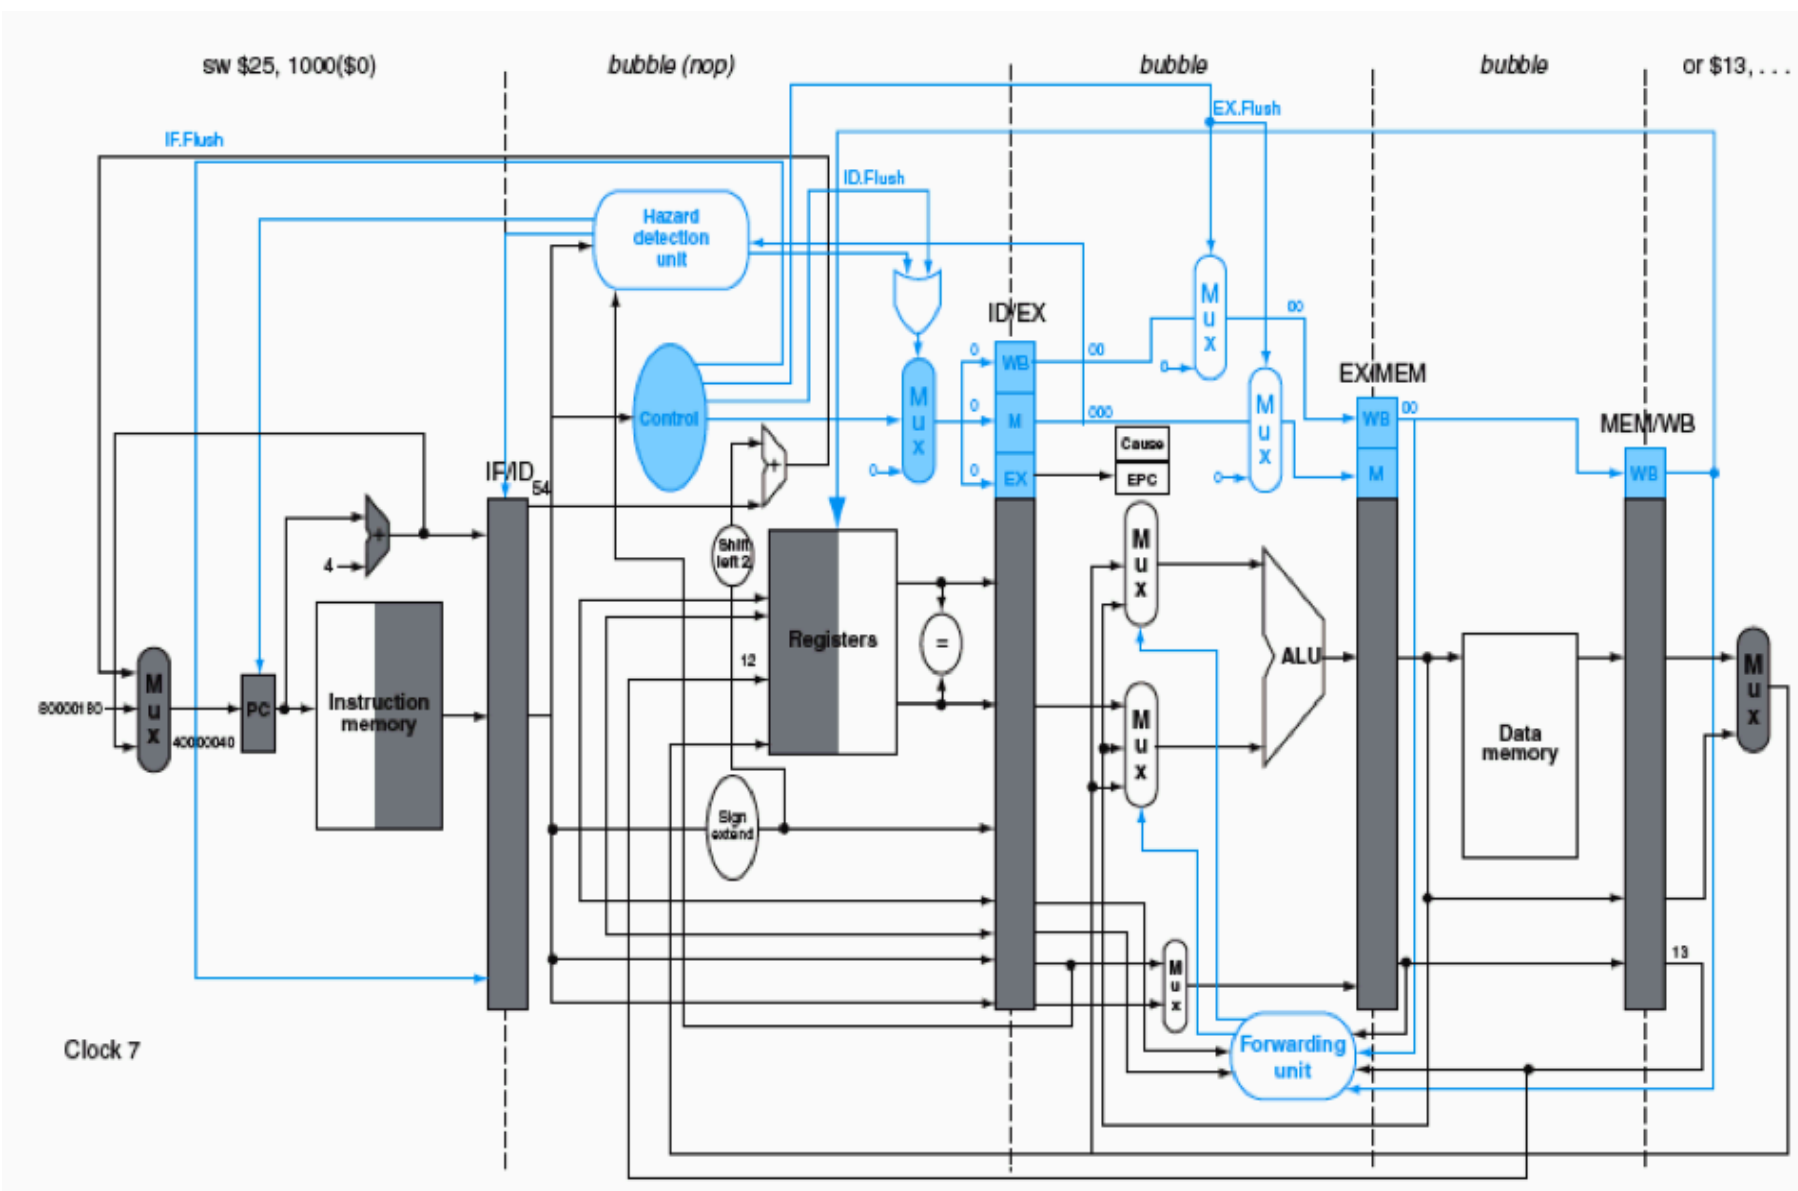 sw $25, 1000($0)
bubble (nop)
bubble
bubble
or $13, . . .
EX.Flush
IF.Flush
ID.Flush
Hazard
detection
unit
M
u
x
00
ID/EX
0
WB
00
0
EX/MEM
Control
M
u
x
0
M
000
M
u
x
WB
00
MEM/WB
Cause
+
IF/ID
54
0
0
EX
EPC
0
M
WB
+
4
Shift
left 2
M
u
x
Registers
=
ALU
12
M
u
x
80000180
40000040
PC
Instruction
memory
M
u
x
Data
memory
M
u
x
Sign
extend
13
M
u
x
Clock 7
Forwarding
unit